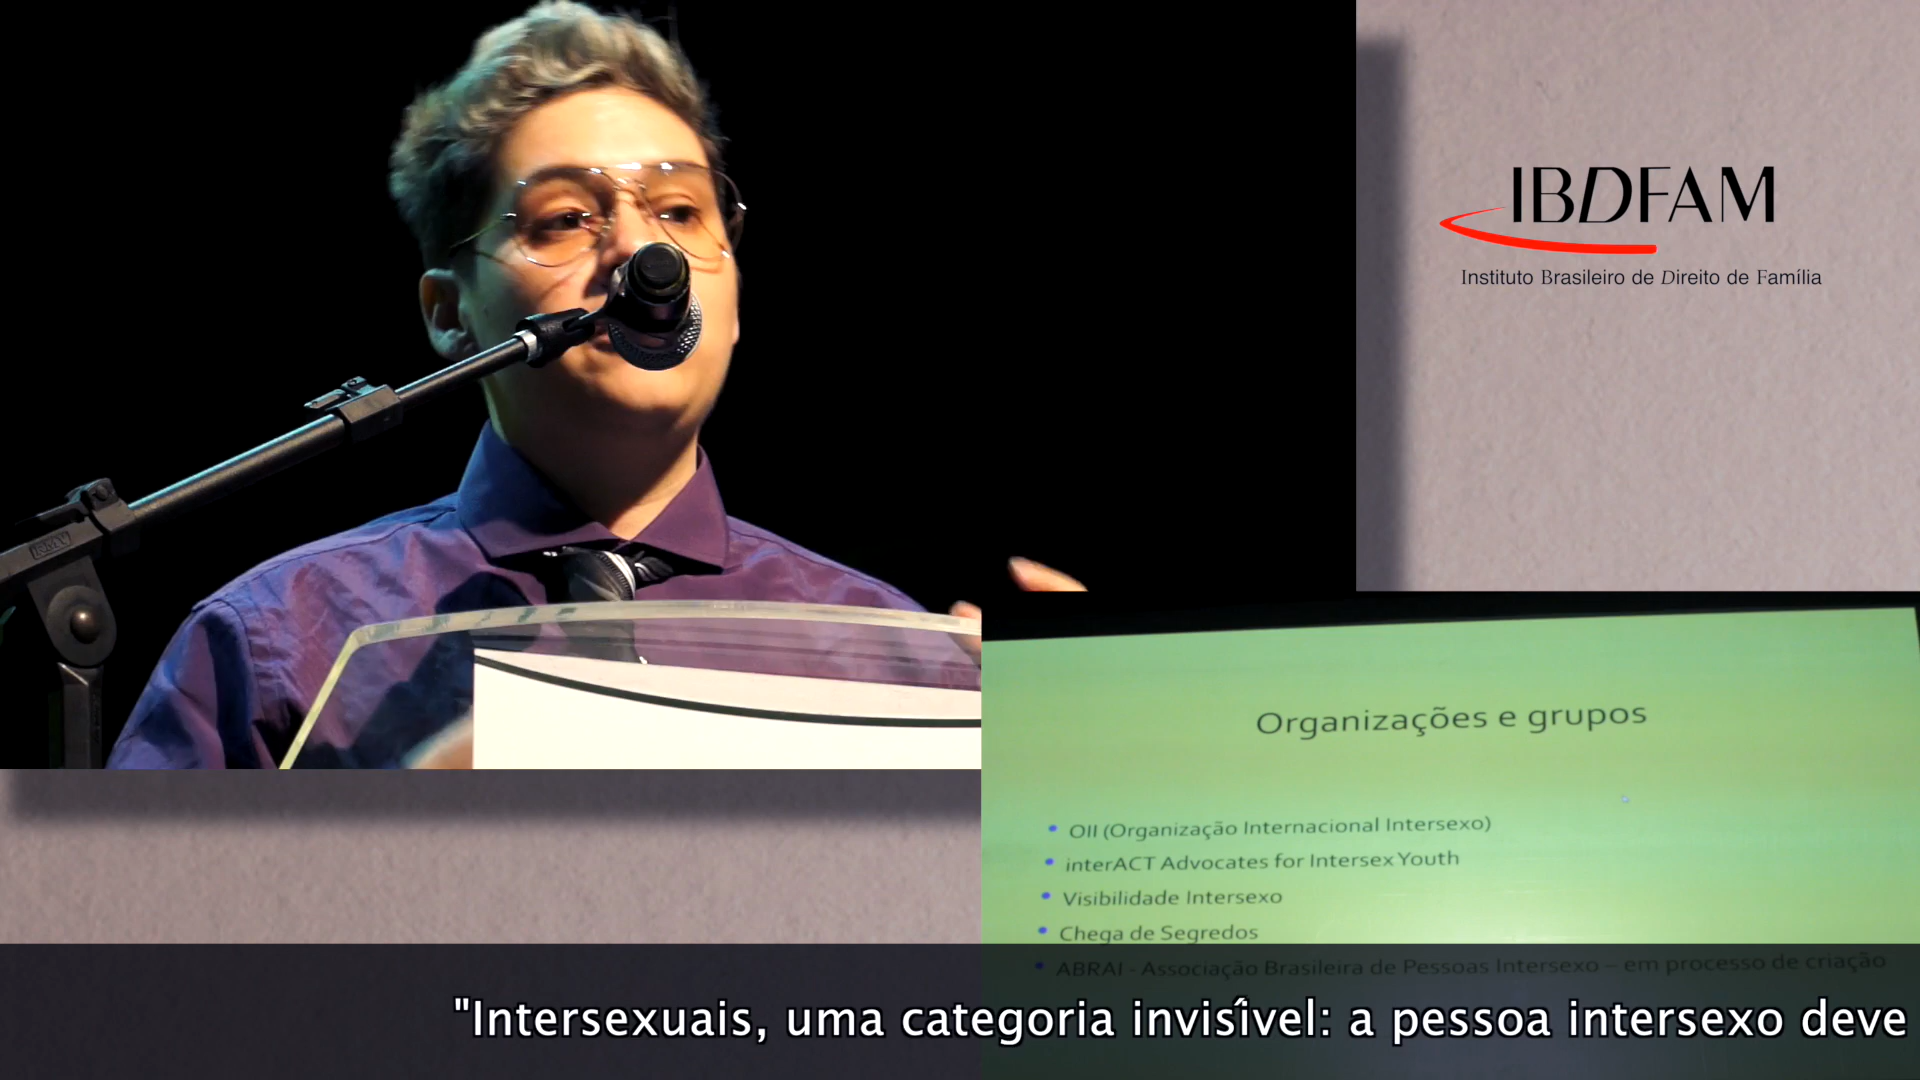 IBDFAM
Instituto Brasileiro de Direito de Família
Organizações e grupos
OII (Organização Internacional Intersexo)
interACT Advocates for Intersex Youth
Visibilidade Intersexo
Chega de Segredos
ABRAI - Associação Brasileira de Pessoas Intersexo – em processo de criação
"Intersexuais, uma categoria invisível: a pessoa intersexo deve